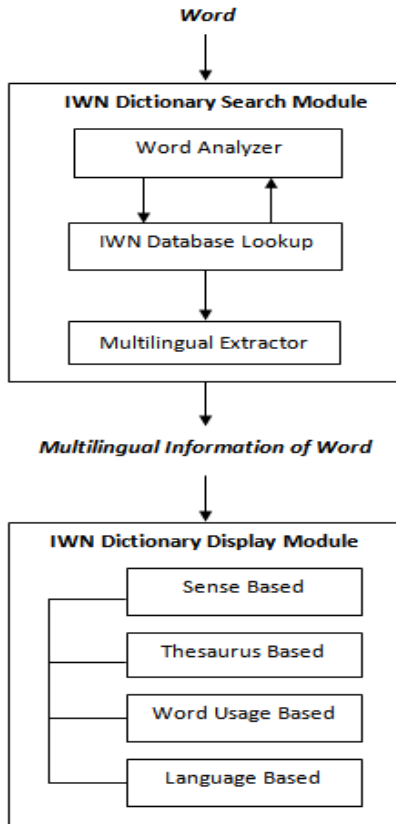 Word
IWN Dictionary Search Module
Word Analyzer
IWN Database Lookup
Multilingual Extractor
Multilingual Information of Word
IWN Dictionary Display Module
Sense Based
Thesaurus Based
Word Usage Based
Language Based